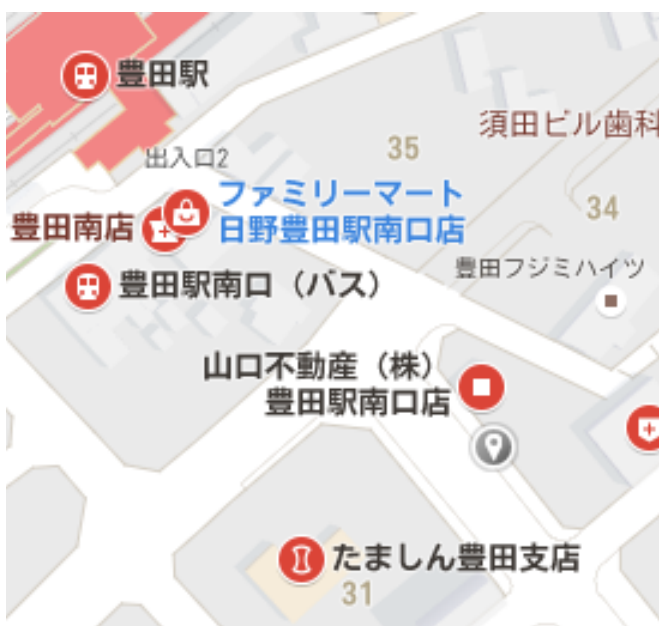 豊田駅
出入口2
35
須田ビル歯科
ファミリーマート
日野豊田駅南口店
34
豊田南店
豊田フジミハイツ
豊田駅南口（バス）
山口不動産（株）
豊田駅南口店
たましん豊田支店
31